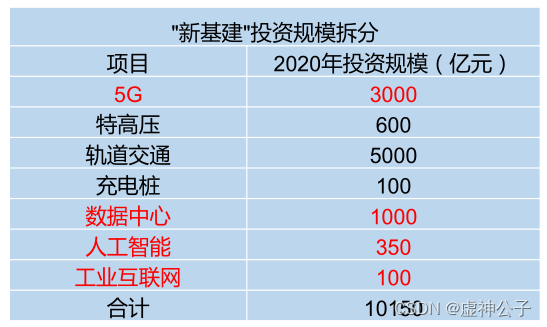 "新基建"投资规模拆分
项目 2020年投资规模（亿元）
5G 3000
特高压 600
轨道交通 5000
充电桩 100
数据中心 1000
人工智能 350
工业互联网 100
合计 10150
CSDN @虚神公子